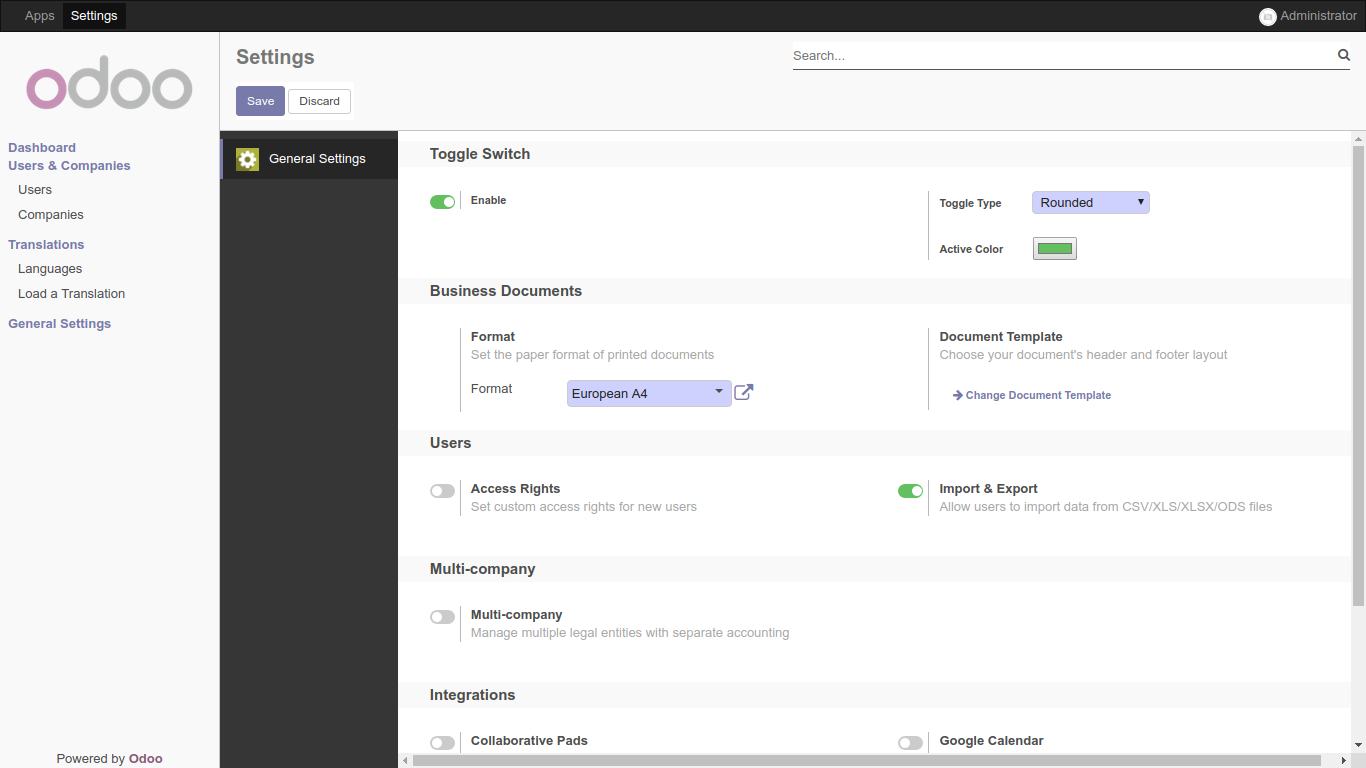 Apps Settings Administrator
odoo
Dashboard
Users & Companies
Users
Companies
Translations
Languages
Load a Translation
General Settings
Powered by Odoo
Settings
Search...
Save Discard
General Settings
Toggle Switch
Enable
Toggle Type Rounded
Active Color
Business Documents
Format
Set the paper format of printed documents
Format European A4
Document Template
Choose your document's header and footer layout
Change Document Template
Users
Access Rights
Set custom access rights for new users
Import & Export
Allow users to import data from CSV/XLS/XLSX/ODS files
Multi-company
Multi-company
Manage multiple legal entities with separate accounting
Integrations
Collaborative Pads
Google Calendar